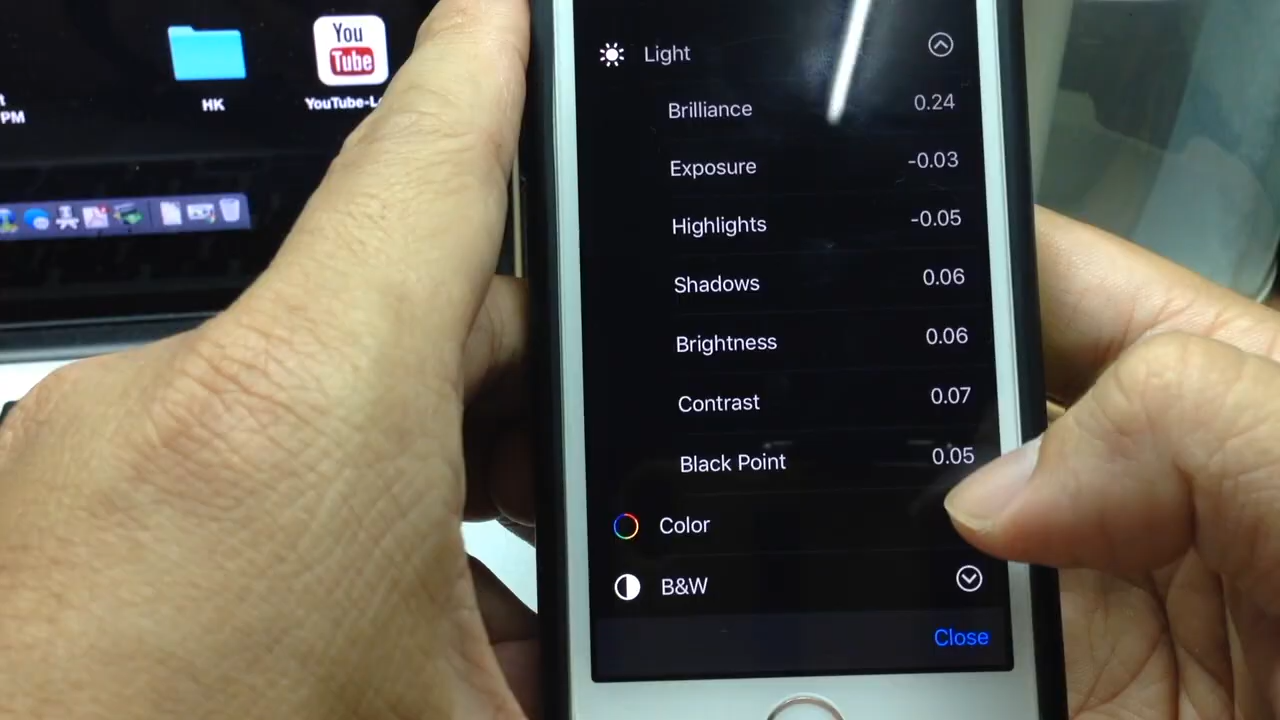 You
Tube
HK
YouTube-L
t
PM
Light
Brilliance 0.24
Exposure -0.03
Highlights -0.05
Shadows 0.06
Brightness 0.06
Contrast 0.07
Black Point 0.05
Color
B&W
Close